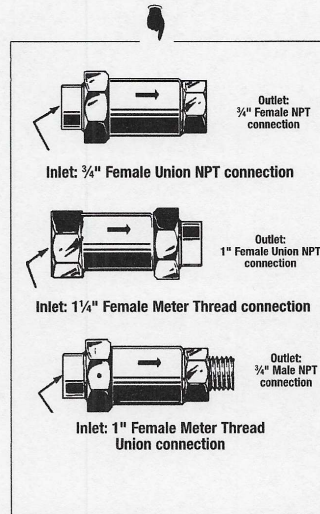 Outlet:
¾" Female NPT
connection
Inlet: ¾" Female Union NPT connection
Outlet:
1" Female Union NPT
connection
Inlet: 1¼" Female Meter Thread connection
Outlet:
¾" Male NPT
connection
Inlet: 1" Female Meter Thread
Union connection